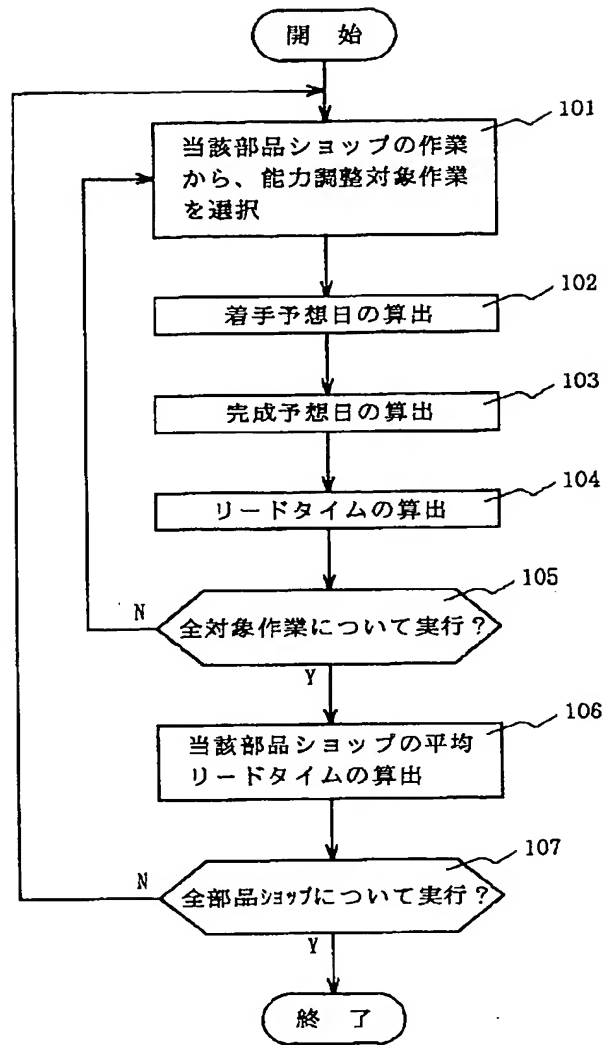 開 始
101
当該部品ショップの作業
から、能力調整対象作業
を選択
102
着手予想日の算出
103
完成予想日の算出
104
リードタイムの算出
105
N
全対象作業について実行?
Y
106
当該部品ショップの平均
リードタイムの算出
107
N
全部品ショップについて実行?
Y
終 了